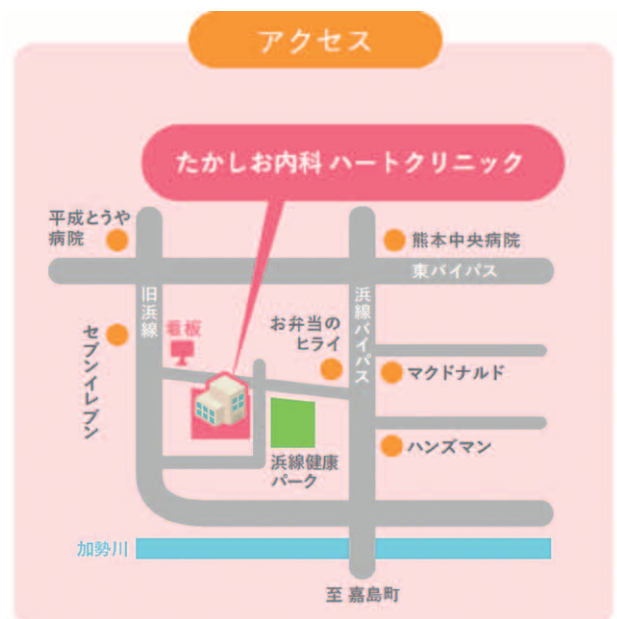 アクセス
たかしお内科 ハートクリニック
平成とうや
病院
熊本中央病院
東バイパス
旧浜線
看板
浜線バイパス
お弁当の
ヒライ
セブンイレブン
マクドナルド
ハンズマン
浜線健康
パーク
加勢川
至 嘉島町